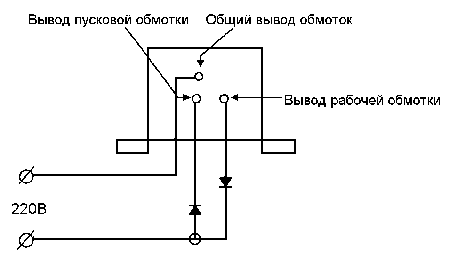 Вывод пусковой обмотки
Общий вывод обмоток
Вывод рабочей обмотки
220В